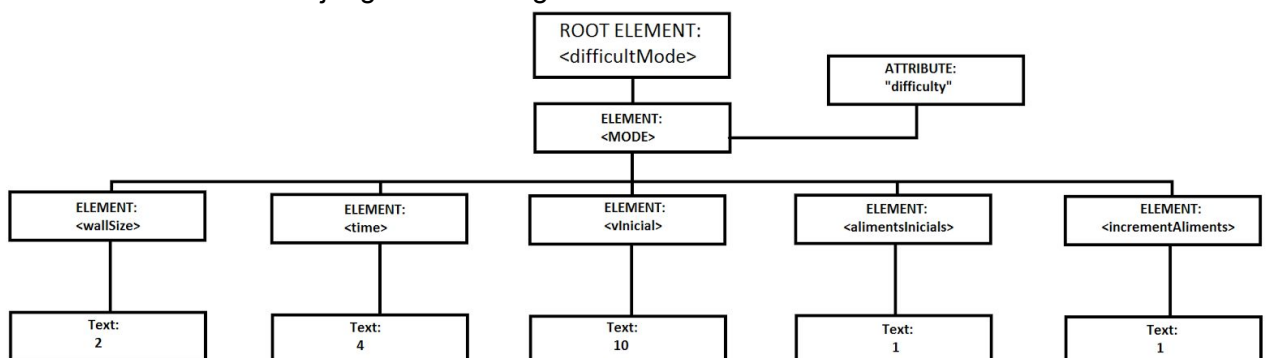 ROOT ELEMENT:
<difficultMode>
ATTRIBUTE:
"difficulty"
ELEMENT:
<MODE>
ELEMENT:
<wallSize>
ELEMENT:
<time>
ELEMENT:
<vInicial>
ELEMENT:
<alimentsInicials>
ELEMENT:
<incrementAliments>
Text:
2
Text:
4
Text:
10
Text:
1
Text:
1